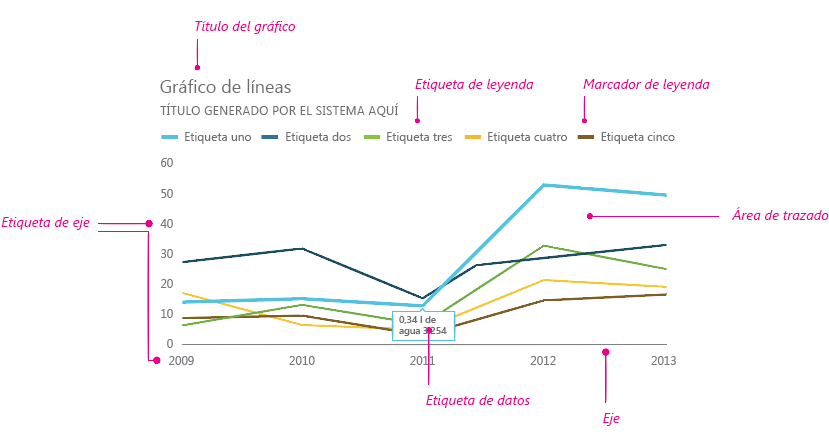 Título del gráfico
Gráfico de líneas
Etiqueta de leyenda
Marcador de leyenda
TÍTULO GENERADO POR EL SISTEMA AQUÍ
Etiqueta uno Etiqueta dos Etiqueta tres Etiqueta cuatro Etiqueta cinco
60
50
40
30
20
10
0
Etiqueta de eje
Área de trazado
0,34 l de
agua 3.254
2009 2010 2011 2012 2013
Etiqueta de datos
Eje